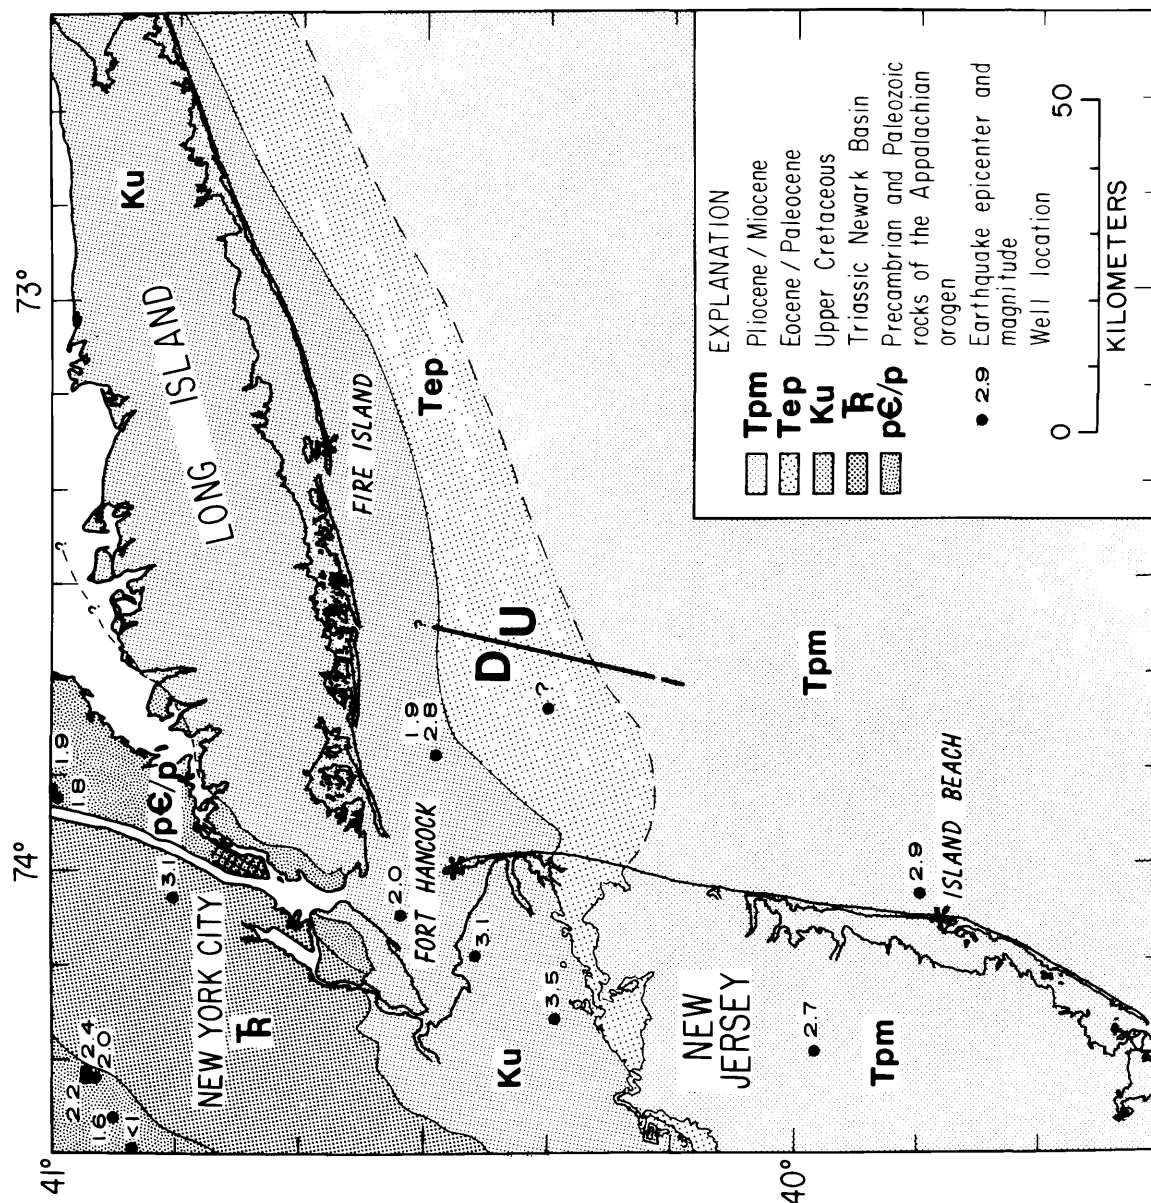 41°
40°
74°
73°
NEW YORK CITY
LONG ISLAND
FIRE ISLAND
FORT HANCOCK
NEW
JERSEY
ISLAND BEACH
pЄ/p
TR
Ku
Ku
Tep
Tpm
Tpm
D
U
?
?
?
?
2.2
2.4
2.0
1.6
<1
3.1
1.8
1.9
2.0
1.9
2.8
3.1
3.5
2.9
2.7
EXPLANATION
Tpm Pliocene / Miocene
Tep Eocene / Paleocene
Ku Upper Cretaceous
TR Triassic Newark Basin
pЄ/p Precambrian and Paleozoic
rocks of the Appalachian
orogen
2.9 Earthquake epicenter and
magnitude
Well location
0 50
KILOMETERS